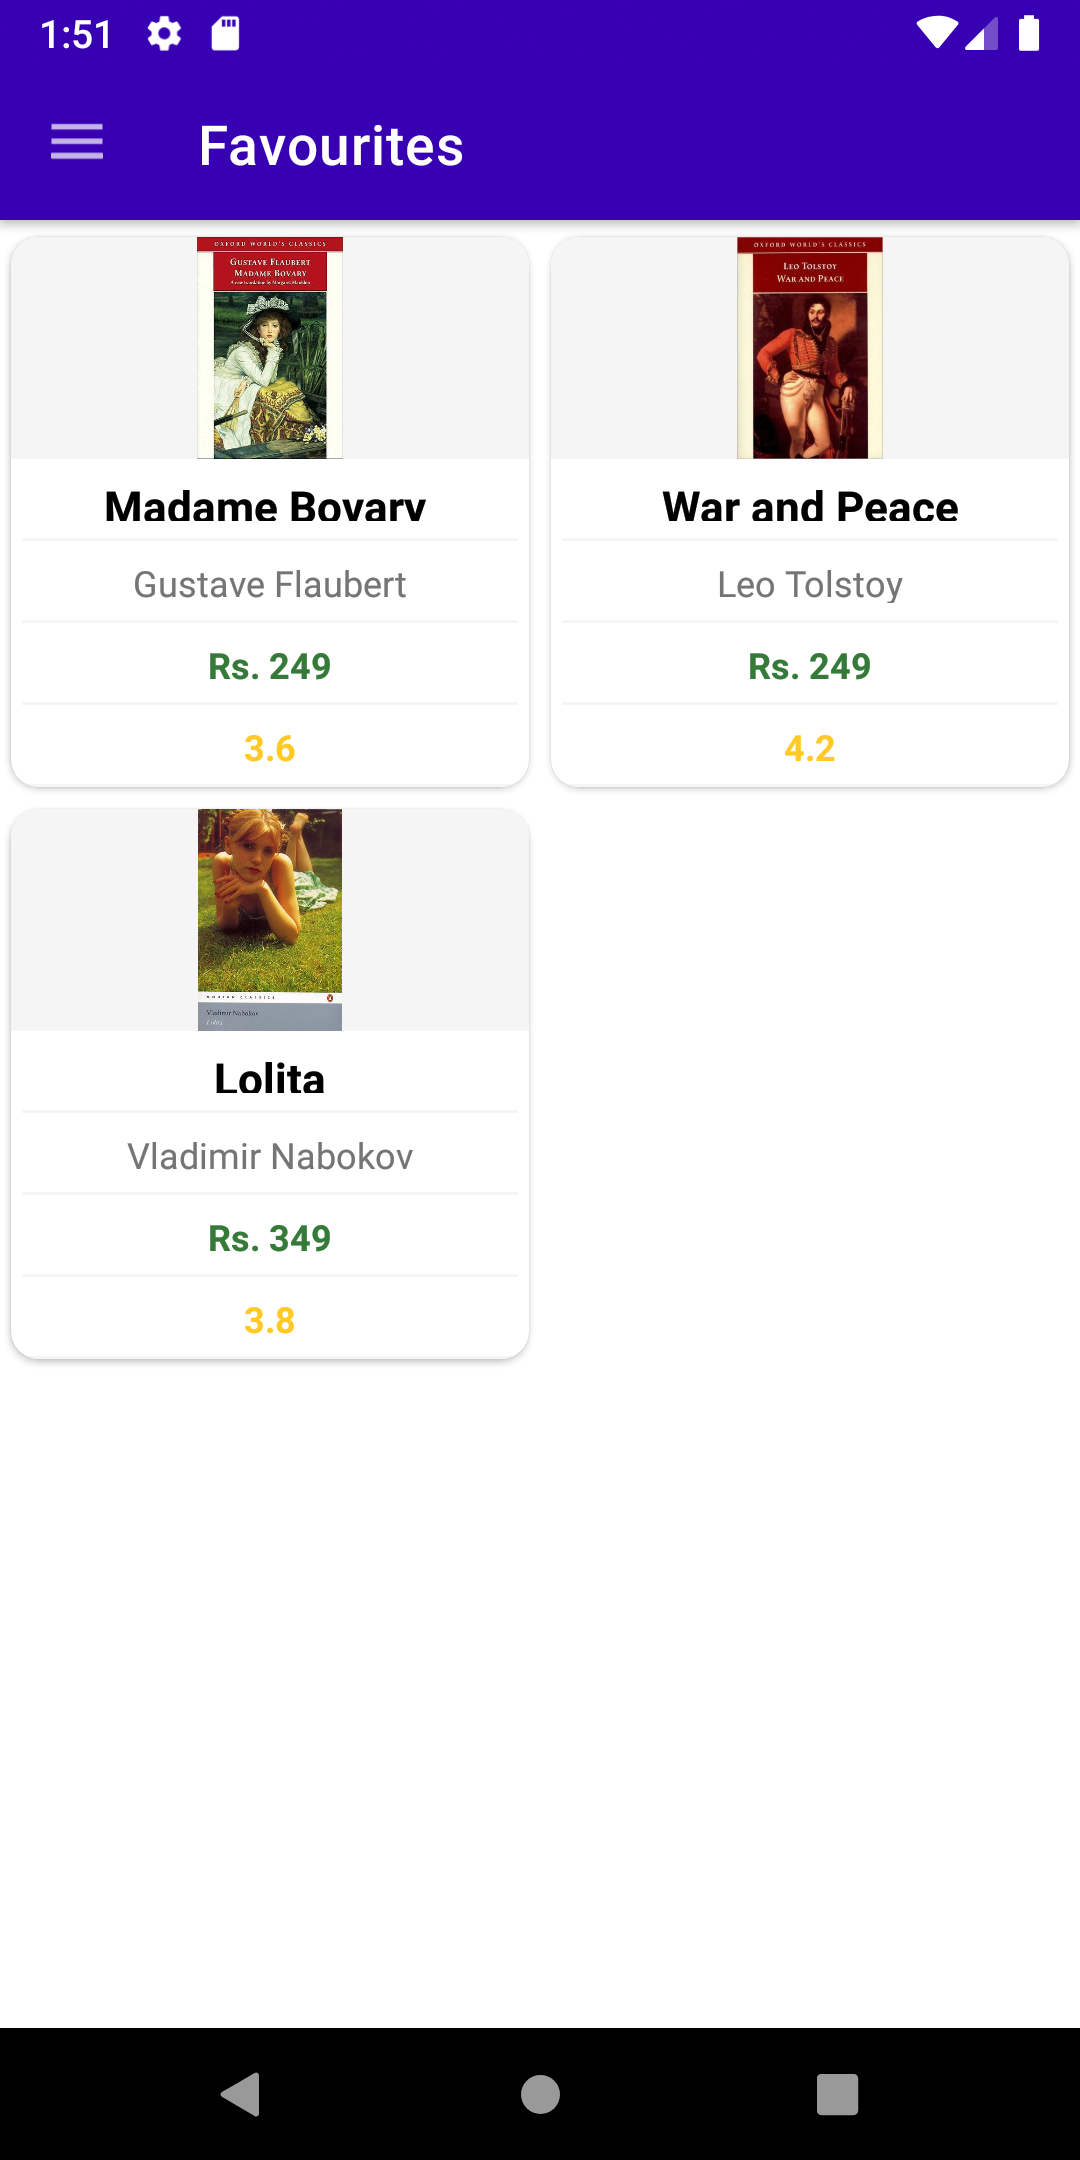 1:51
Favourites
OXFORD WORLD'S CLASSICS
GUSTAVE FLAUBERT
MADAME BOVARY
Madame Bovary
Gustave Flaubert
Rs. 249
3.6
OXFORD WORLD'S CLASSICS
LEO TOLSTOY
WAR AND PEACE
War and Peace
Leo Tolstoy
Rs. 249
4.2
MODERN CLASSICS
Vladimir Nabokov
Lolita
Lolita
Vladimir Nabokov
Rs. 349
3.8